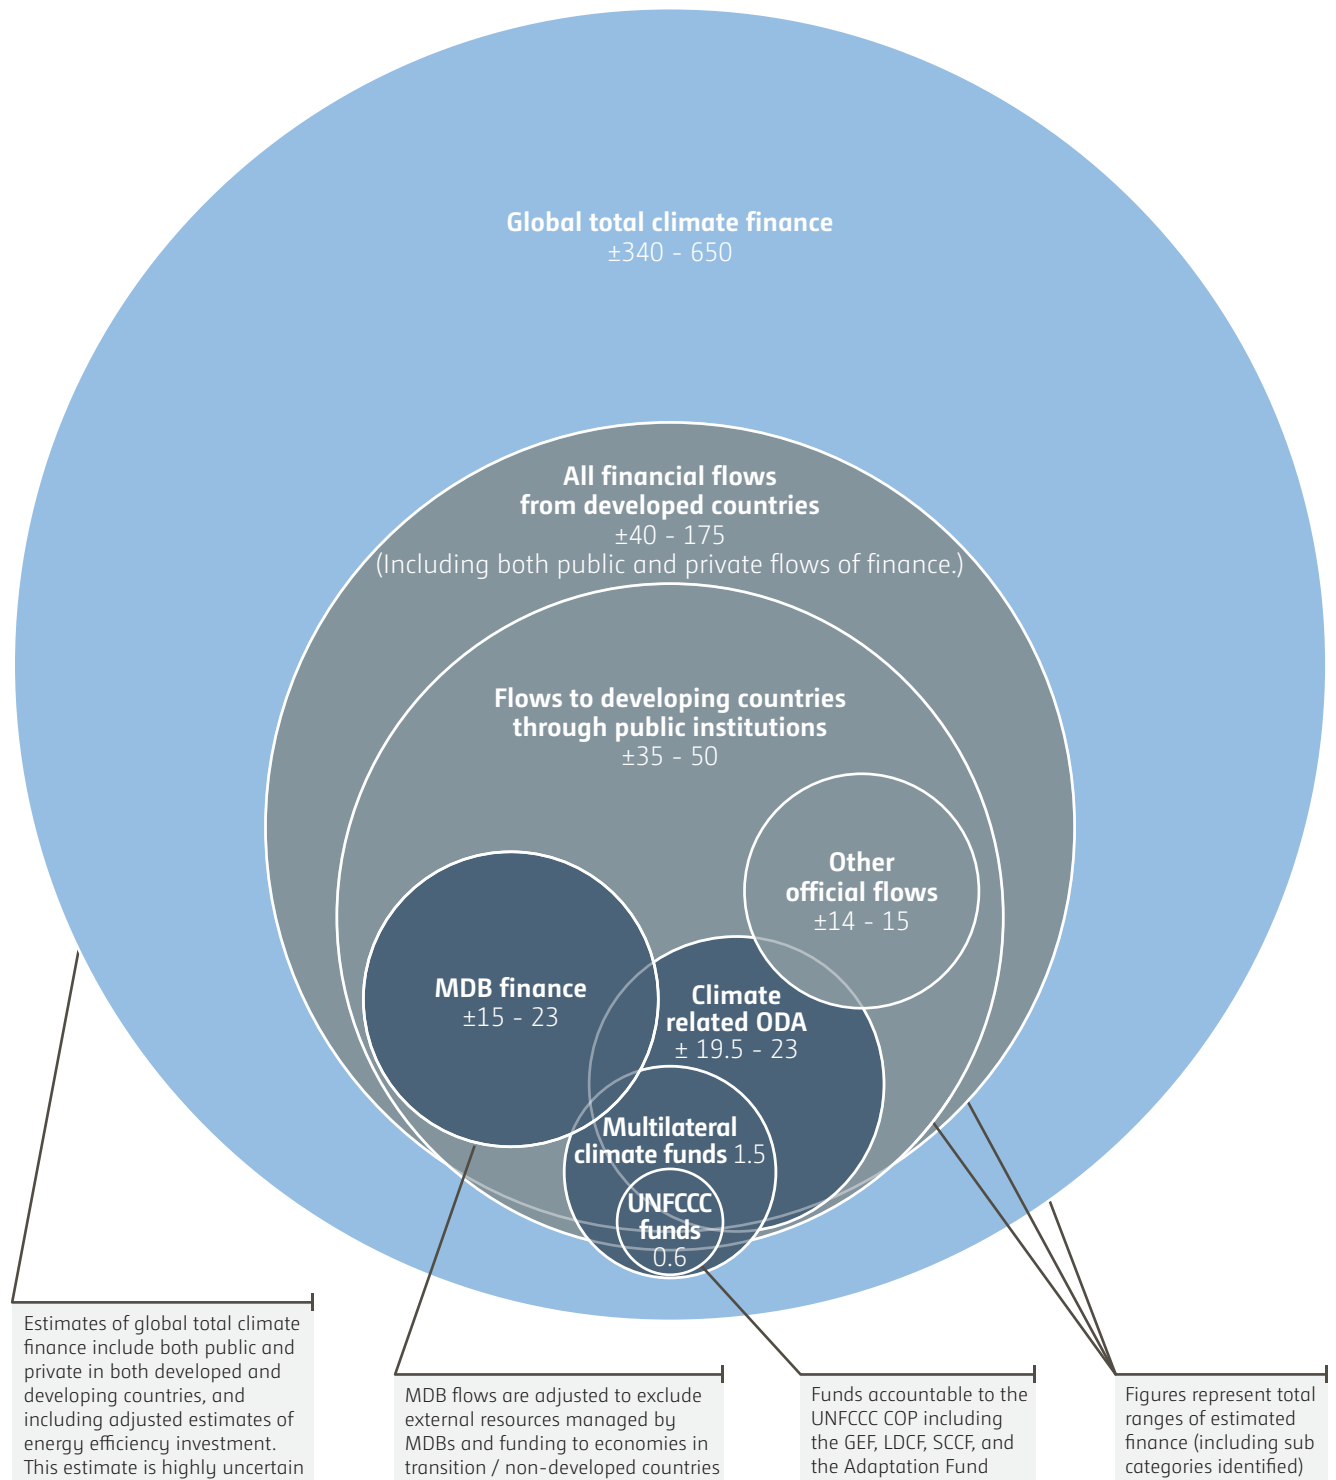 Global total climate finance
±340 - 650
All financial flows
from developed countries
±40 - 175
(Including both public and private flows of finance.)
Flows to developing countries
through public institutions
±35 - 50
Other
official flows
±14 - 15
MDB finance
±15 - 23
Climate
related ODA
± 19.5 - 23
Multilateral
climate funds 1.5
UNFCCC
funds
0.6
Estimates of global total climate
finance include both public and
private in both developed and
developing countries, and
including adjusted estimates of
energy efficiency investment.
This estimate is highly uncertain
MDB flows are adjusted to exclude
external resources managed by
MDBs and funding to economies in
transition / non-developed countries
Funds accountable to the
UNFCCC COP including
the GEF, LDCF, SCCF, and
the Adaptation Fund
Figures represent total
ranges of estimated
finance (including sub
categories identified)